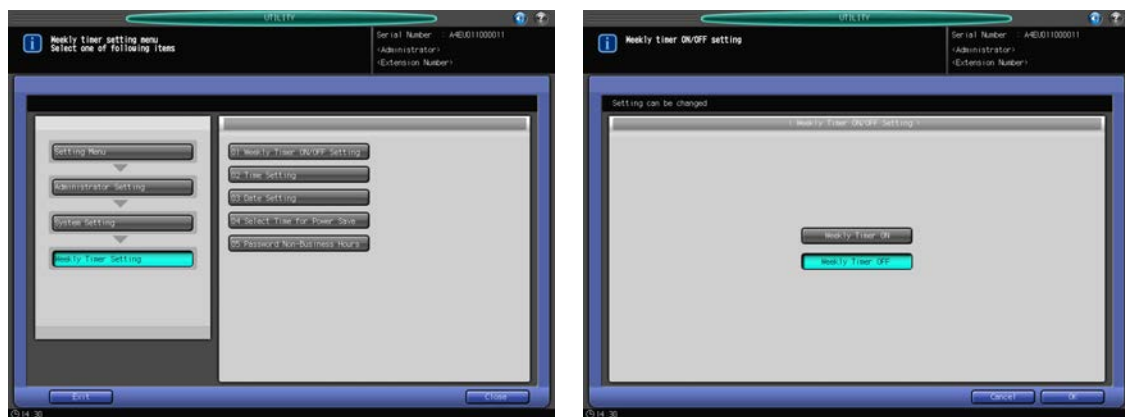 UTILITY
Weekly timer setting menu
Select one of following items
Serial Number : A4EU011000011
<Administrator>
<Extension Number>
Setting Menu
Administrator Setting
System Setting
Weekly Timer Setting
01 Weekly Timer ON/OFF Setting
02 Time Setting
03 Date Setting
04 Select Time for Power Save
05 Password Non-Business Hours
Exit
Close
14:30
UTILITY
Weekly timer ON/OFF setting
Serial Number : A4EU011000011
<Administrator>
<Extension Number>
Setting can be changed
< Weekly Timer ON/OFF Setting >
Weekly Timer ON
Weekly Timer OFF
Cancel
OK
14:30